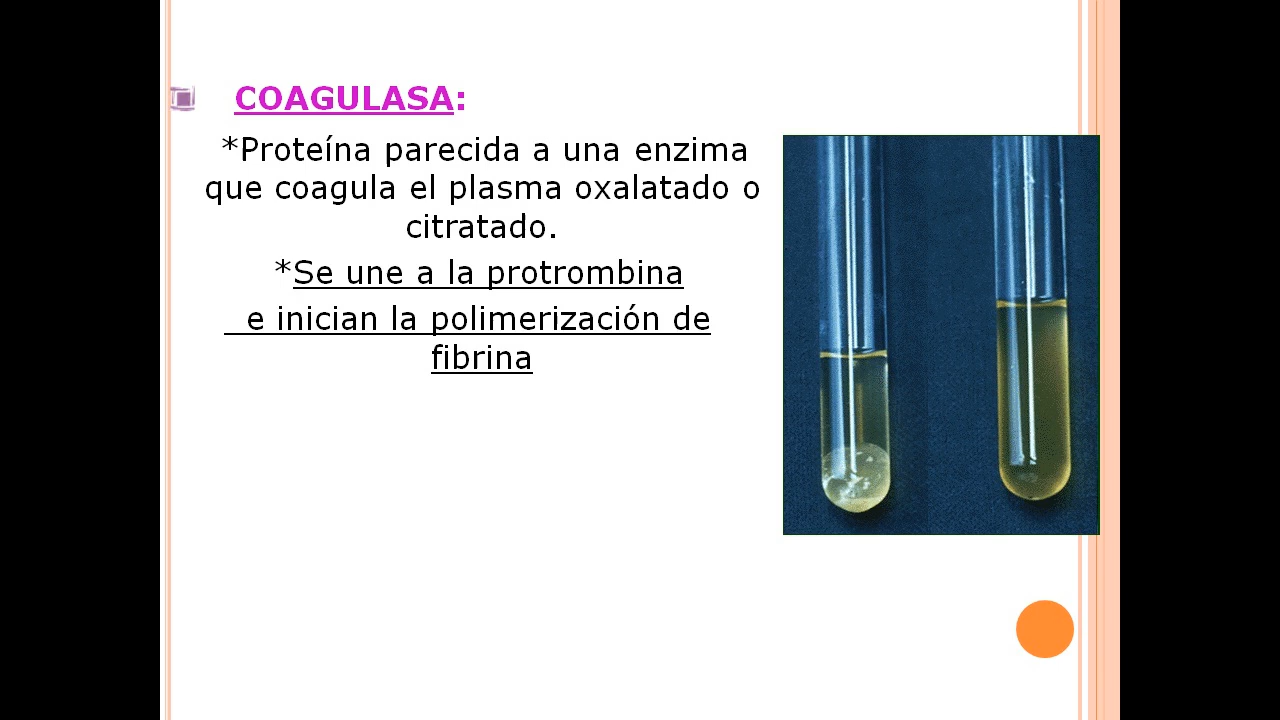 COAGULASA:
*Proteína parecida a una enzima
que coagula el plasma oxalatado o
citratado.
*Se une a la protrombina
e inician la polimerización de
fibrina